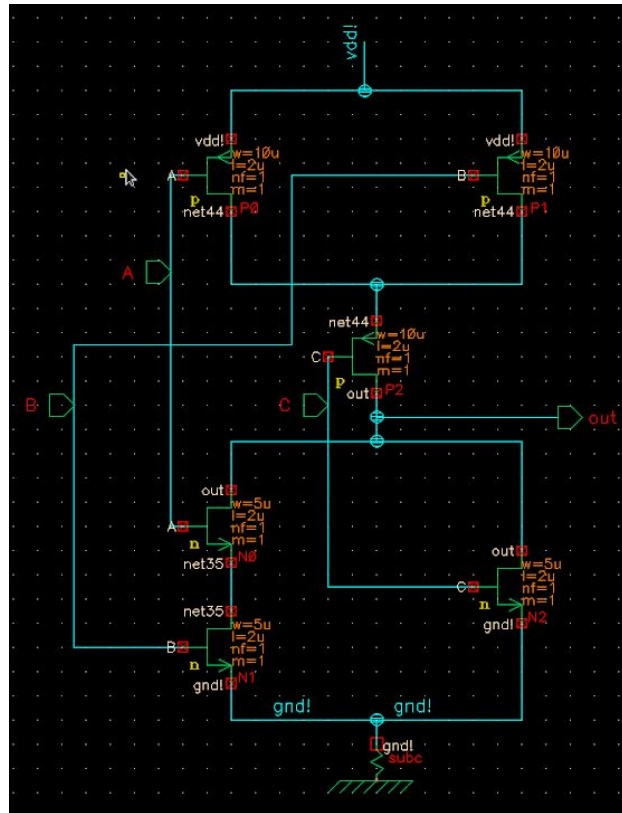 vdd!
vdd!
w=10u
l=2u
nf=1
m=1
A
p
net44
P0
vdd!
w=10u
l=2u
nf=1
m=1
B
p
net44
P1
A
net44
w=10u
l=2u
nf=1
m=1
C
p
out
P2
B
C
out
out
w=5u
l=2u
nf=1
m=1
A
n
net35
N0
out
w=5u
l=2u
nf=1
m=1
C
n
gnd!
N2
net35
w=5u
l=2u
nf=1
m=1
B
n
gnd!
N1
gnd!
gnd!
gnd!
subc